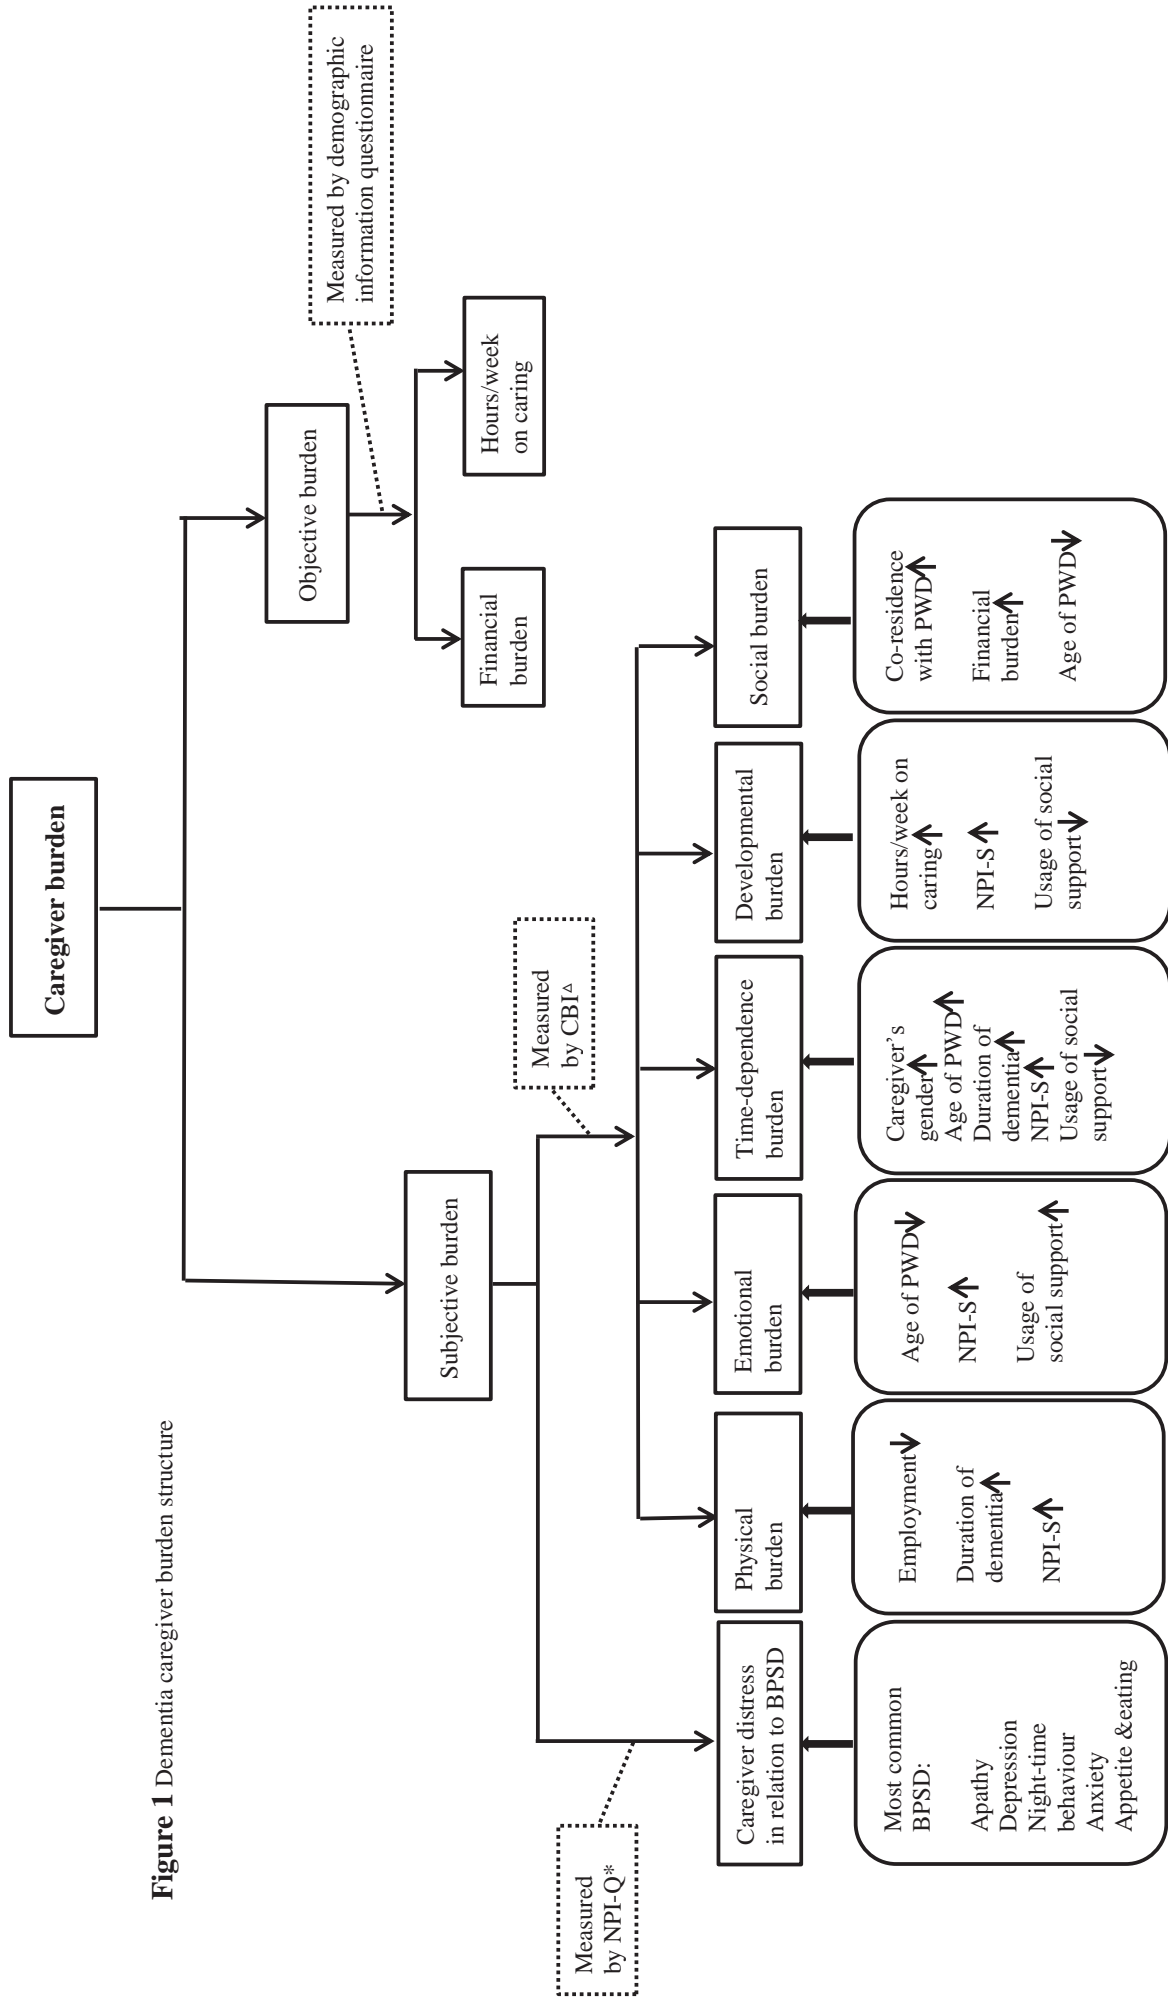 Figure 1 Dementia caregiver burden structure
Caregiver burden
Subjective burden
Objective burden
Measured by demographic
information questionnaire
Financial
burden
Hours/week
on caring
Measured
by NPI-Q*
Measured
by CBI△
Caregiver distress
in relation to BPSD
Physical
burden
Emotional
burden
Time-dependence
burden
Developmental
burden
Social burden
Most common
BPSD:
Apathy
Depression
Night-time
behaviour
Anxiety
Appetite &eating
Employment↓
Duration of
dementia↑
NPI-S↑
Age of PWD↓
NPI-S↑
Usage of
social support↑
Caregiver’s
gender↑
Age of PWD↑
Duration of
dementia↑
NPI-S↑
Usage of social
support↓
Hours/week on
caring↑
NPI-S↑
Usage of social
support↓
Co-residence
with PWD↑
Financial
burden↑
Age of PWD↓